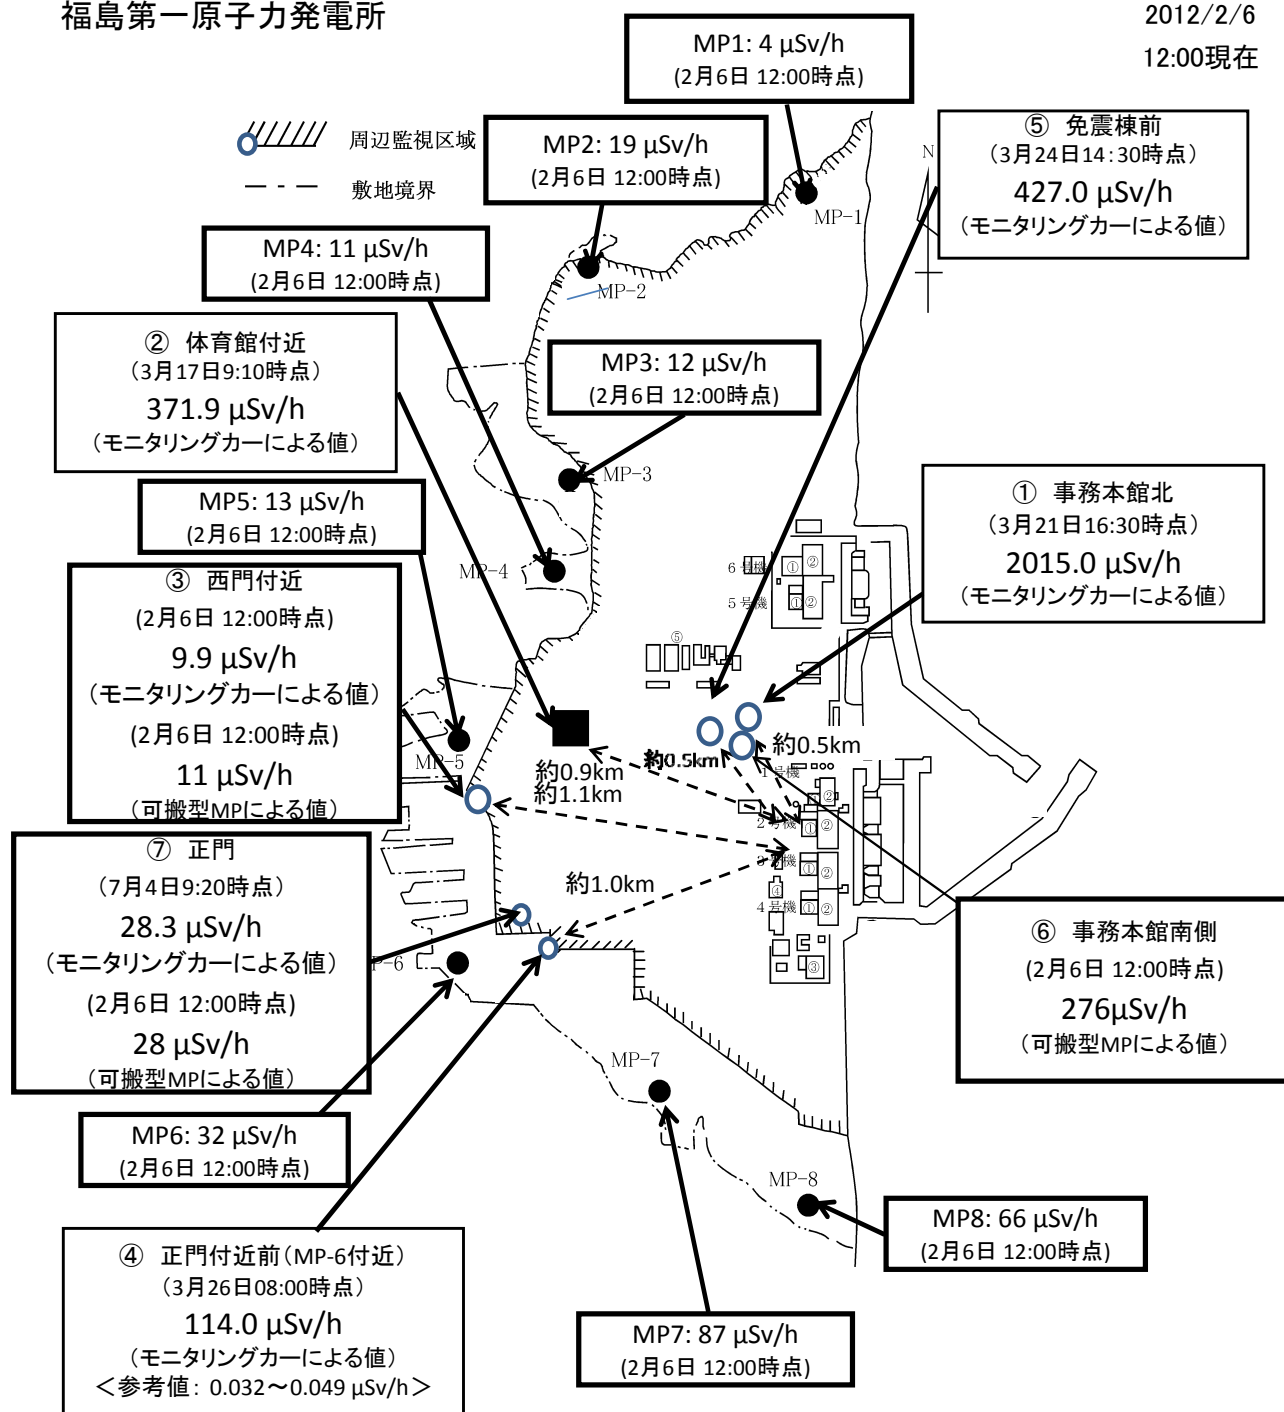 福島第一原子力発電所
2012/2/6
12:00現在
周辺監視区域
敷地境界
MP1: 4 μSv/h
(2月6日 12:00時点)
MP2: 19 μSv/h
(2月6日 12:00時点)
MP4: 11 μSv/h
(2月6日 12:00時点)
⑤ 免震棟前
(3月24日14:30時点)
427.0 μSv/h
(モニタリングカーによる値)
N
MP-1
MP-2
② 体育館付近
(3月17日9:10時点)
371.9 μSv/h
(モニタリングカーによる値)
MP3: 12 μSv/h
(2月6日 12:00時点)
MP-3
① 事務本館北
(3月21日16:30時点)
2015.0 μSv/h
(モニタリングカーによる値)
MP5: 13 μSv/h
(2月6日 12:00時点)
MP-4
6号機
① ②
5号機
① ②
⑤
③ 西門付近
(2月6日 12:00時点)
9.9 μSv/h
(モニタリングカーによる値)
(2月6日 12:00時点)
11 μSv/h
(可搬型MPによる値)
MP-5
約0.9km
約1.1km
約0.5km
約0.5km
1号機
②
2号機
① ②
3号機
① ②
④
4号機
① ②
③
約1.0km
⑦ 正門
(7月4日9:20時点)
28.3 μSv/h
(モニタリングカーによる値)
(2月6日 12:00時点)
28 μSv/h
(可搬型MPによる値)
P-6
⑥ 事務本館南側
(2月6日 12:00時点)
276μSv/h
(可搬型MPによる値)
MP-7
MP6: 32 μSv/h
(2月6日 12:00時点)
MP-8
MP8: 66 μSv/h
(2月6日 12:00時点)
④ 正門付近前(MP-6付近)
(3月26日08:00時点)
114.0 μSv/h
(モニタリングカーによる値)
<参考値: 0.032~0.049 μSv/h>
MP7: 87 μSv/h
(2月6日 12:00時点)